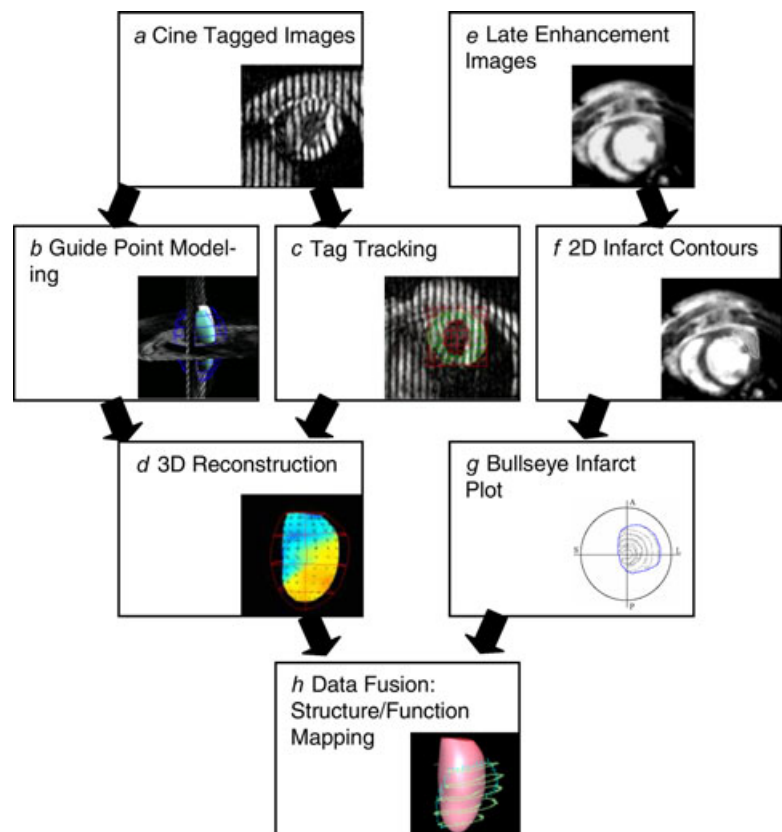 a Cine Tagged Images
e Late Enhancement
Images
b Guide Point Model-
ing
c Tag Tracking
f 2D Infarct Contours
d 3D Reconstruction
g Bullseye Infarct
Plot
A
S
L
P
h Data Fusion:
Structure/Function
Mapping